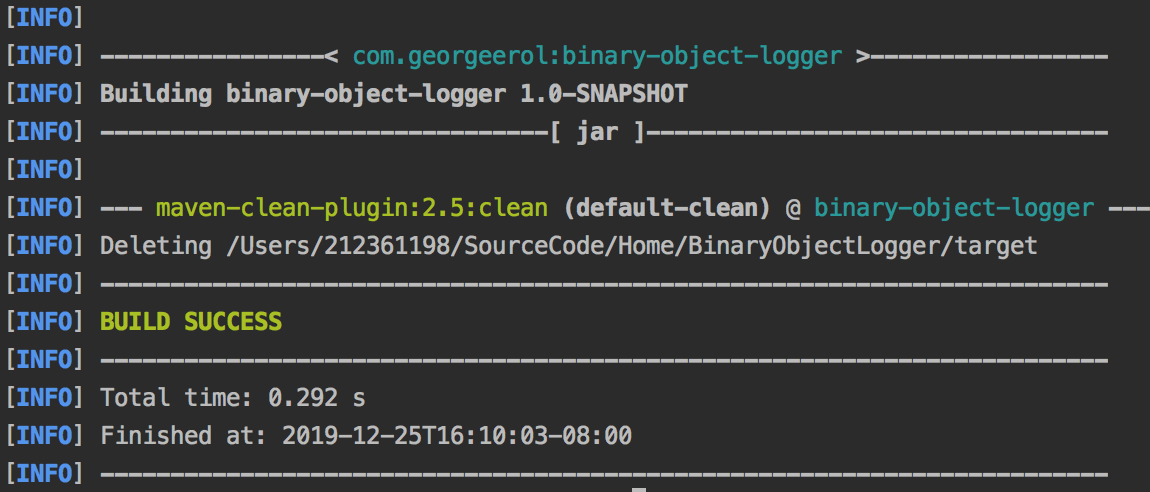 [INFO]
[INFO] ----------------< com.georgeerol:binary-object-logger >-----------------
[INFO] Building binary-object-logger 1.0-SNAPSHOT
[INFO] --------------------------------[ jar ]---------------------------------
[INFO]
[INFO] --- maven-clean-plugin:2.5:clean (default-clean) @ binary-object-logger ---
[INFO] Deleting /Users/212361198/SourceCode/Home/BinaryObjectLogger/target
[INFO] ------------------------------------------------------------------------
[INFO] BUILD SUCCESS
[INFO] ------------------------------------------------------------------------
[INFO] Total time: 0.292 s
[INFO] Finished at: 2019-12-25T16:10:03-08:00
[INFO] ------------------------------------------------------------------------